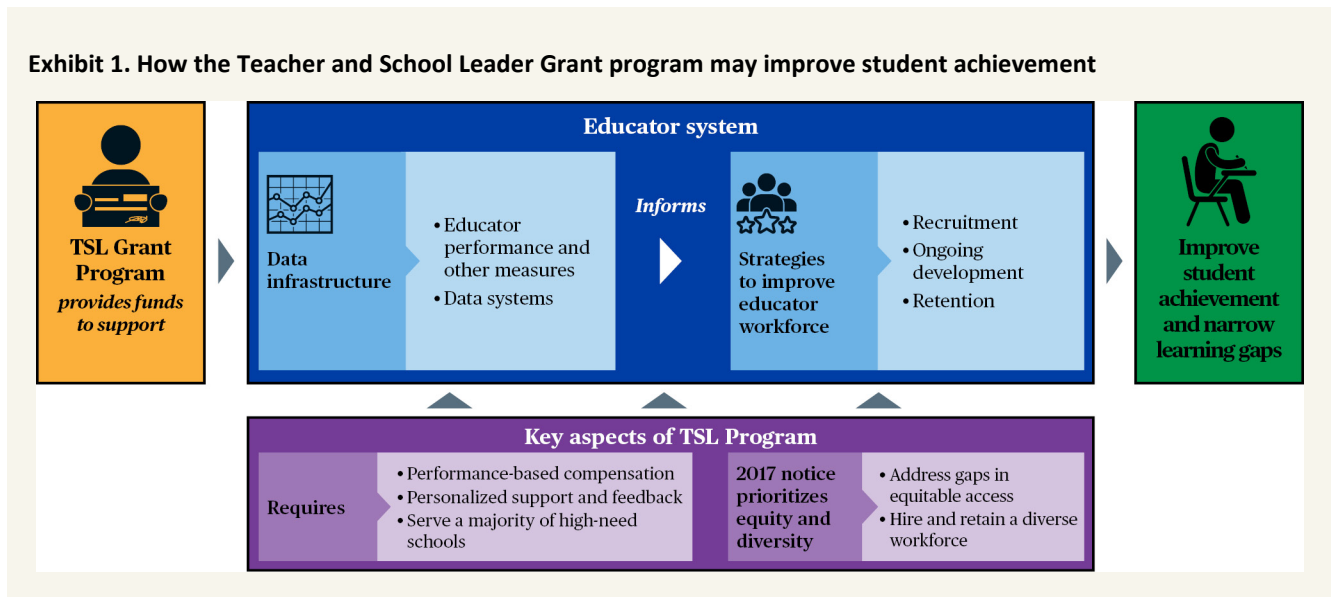 Exhibit 1. How the Teacher and School Leader Grant program may improve student achievement
TSL Grant
Program
provides funds
to support
Educator system
Data
infrastructure
• Educator
performance and
other measures
• Data systems
Informs
Strategies
to improve
educator
workforce
• Recruitment
• Ongoing
development
• Retention
Improve
student
achievement
and narrow
learning gaps
Key aspects of TSL Program
Requires
• Performance-based compensation
• Personalized support and feedback
• Serve a majority of high-need
schools
2017 notice
prioritizes
equity and
diversity
• Address gaps in
equitable access
• Hire and retain a diverse
workforce